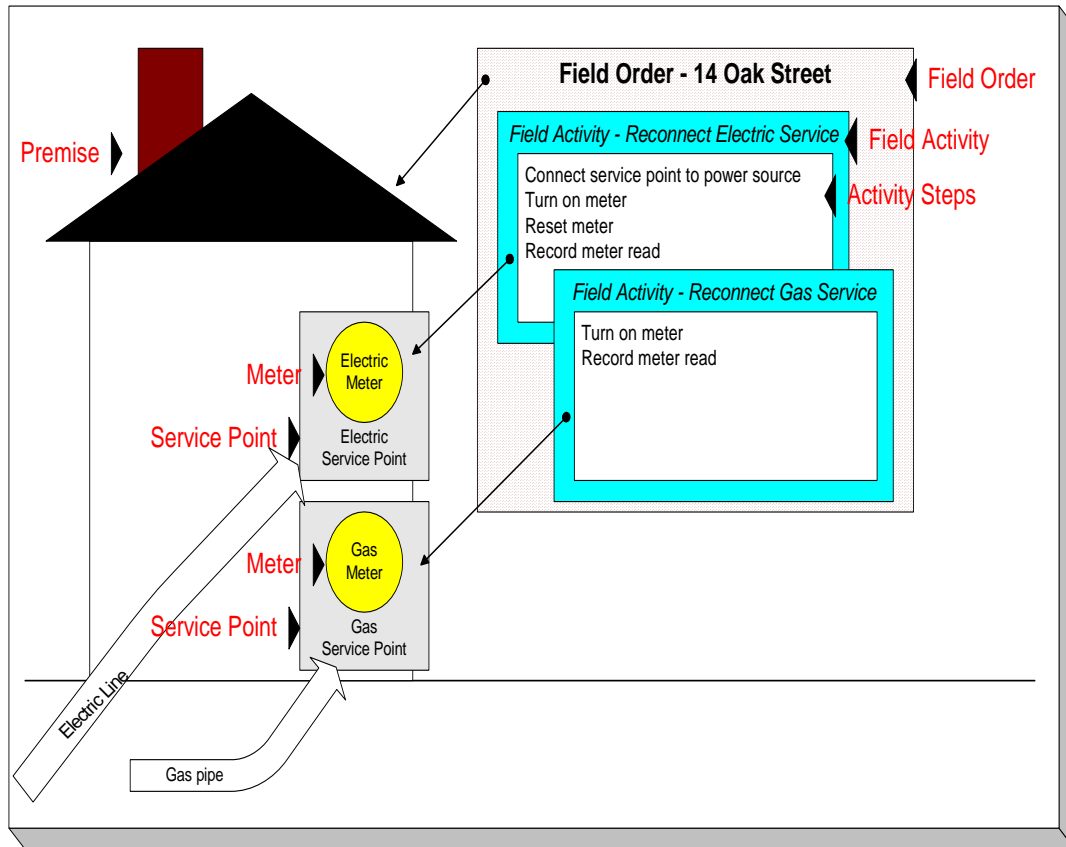 Field Order - 14 Oak Street
Field Order
Premise
Field Activity - Reconnect Electric Service
Field Activity
Connect service point to power source
Turn on meter
Reset meter
Record meter read
Activity Steps
Field Activity - Reconnect Gas Service
Turn on meter
Record meter read
Meter
Electric
Meter
Service Point
Electric
Service Point
Meter
Gas
Meter
Service Point
Gas
Service Point
Electric Line
Gas pipe